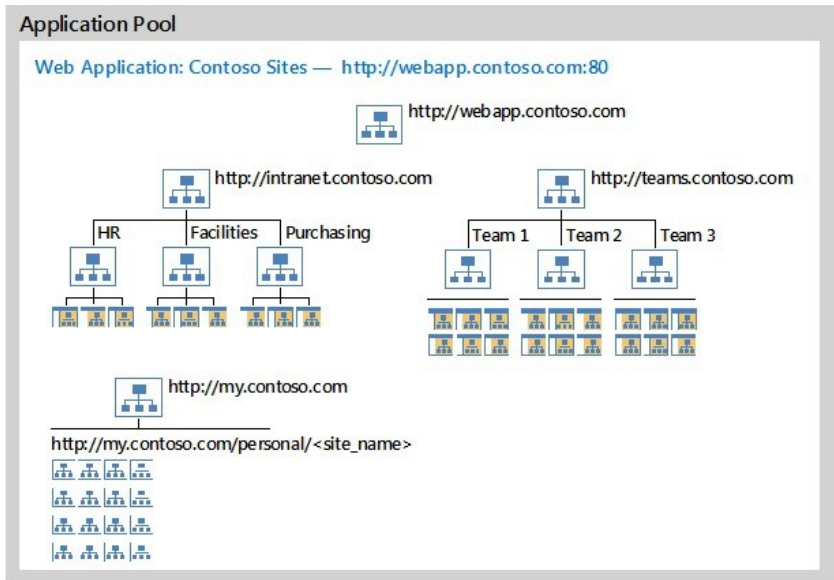 Application Pool
Web Application: Contoso Sites — http://webapp.contoso.com:80
http://webapp.contoso.com
http://intranet.contoso.com
http://teams.contoso.com
HR
Facilities
Purchasing
Team 1
Team 2
Team 3
http://my.contoso.com
http://my.contoso.com/personal/<site_name>